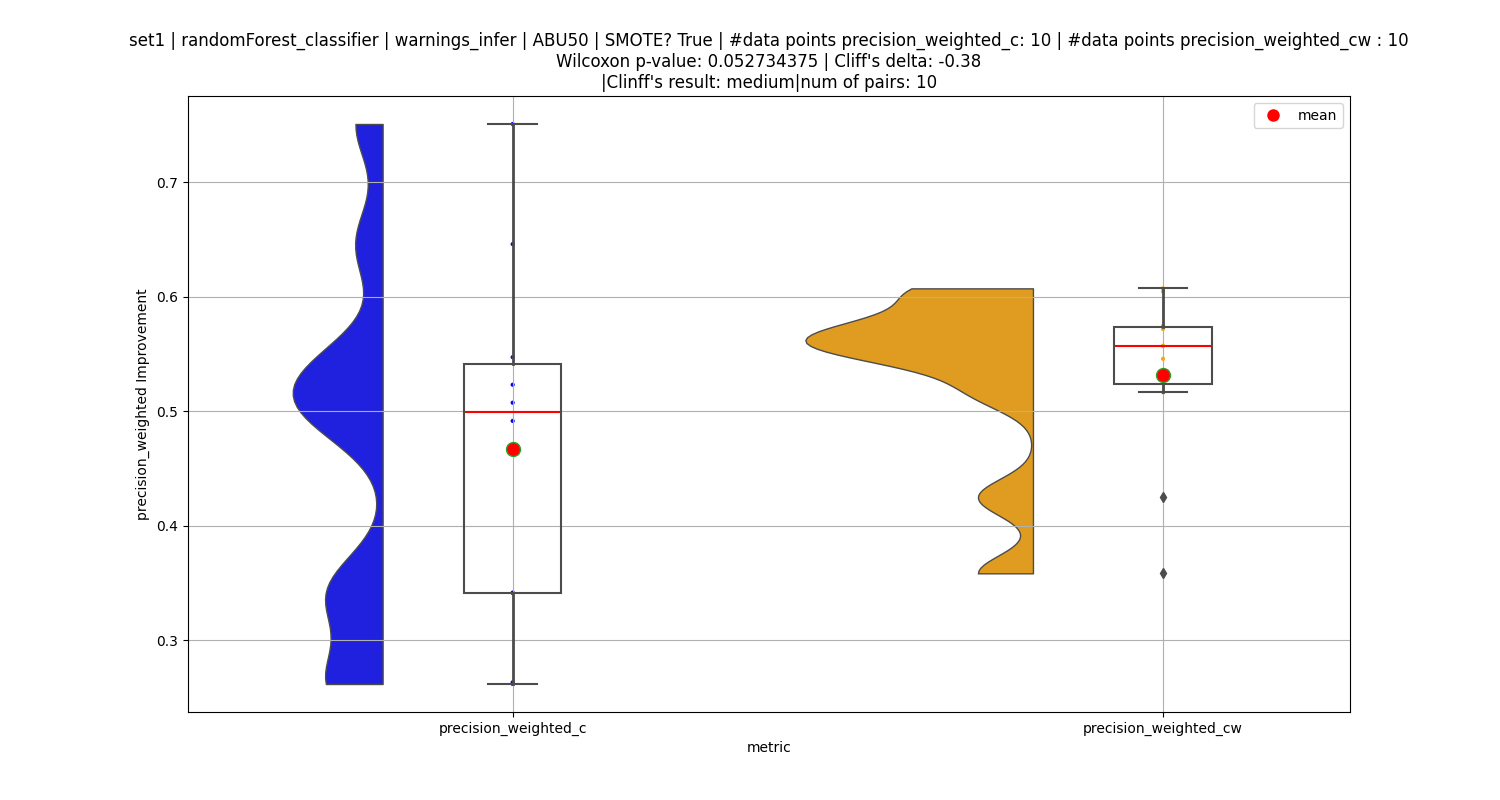 set1 | randomForest_classifier | warnings_infer | ABU50 | SMOTE? True | #data points precision_weighted_c: 10 | #data points precision_weighted_cw : 10
Wilcoxon p-value: 0.052734375 | Cliff's delta: -0.38
|Clinff's result: medium|num of pairs: 10
mean
precision_weighted Improvement
0.7
0.6
0.5
0.4
0.3
precision_weighted_c
precision_weighted_cw
metric